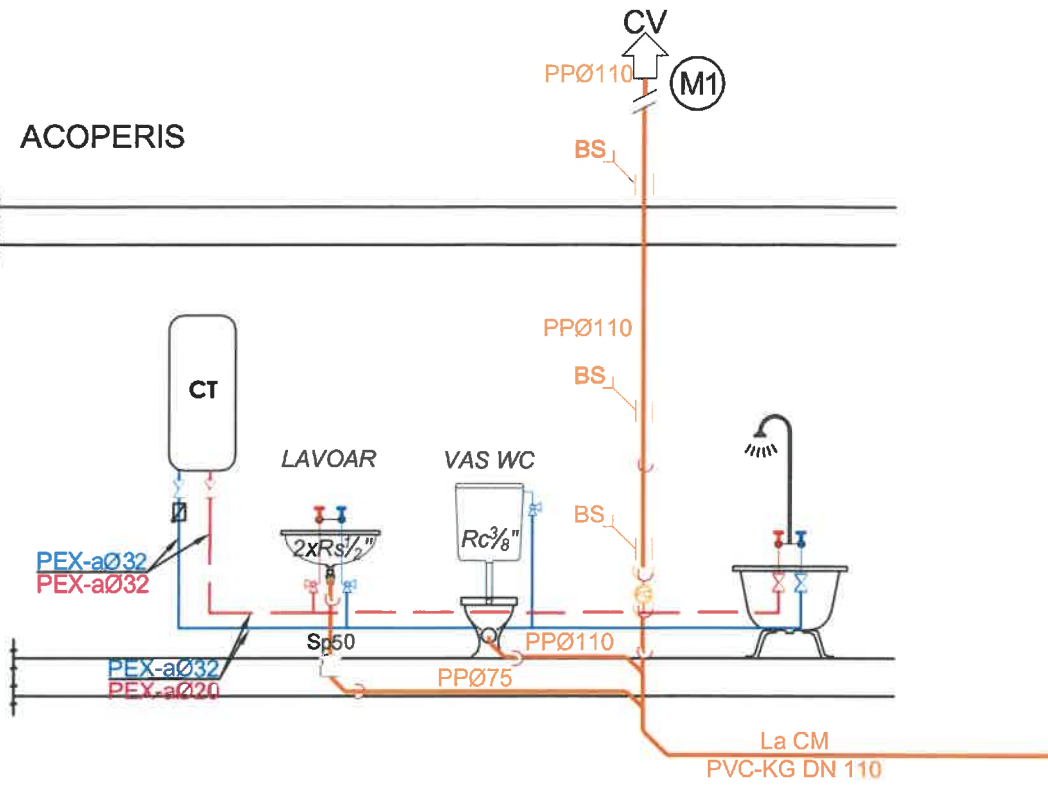 CV
PPØ110
M1
ACOPERIS
BS
PPØ110
BS
CT
LAVOAR
VAS WC
BS
2xRs1/2"
Rc3/8"
PEX-aØ32
PEX-aØ32
Sp50
PPØ110
PEX-aØ32
PPØ75
PEX-aØ20
La CM
PVC-KG DN 110